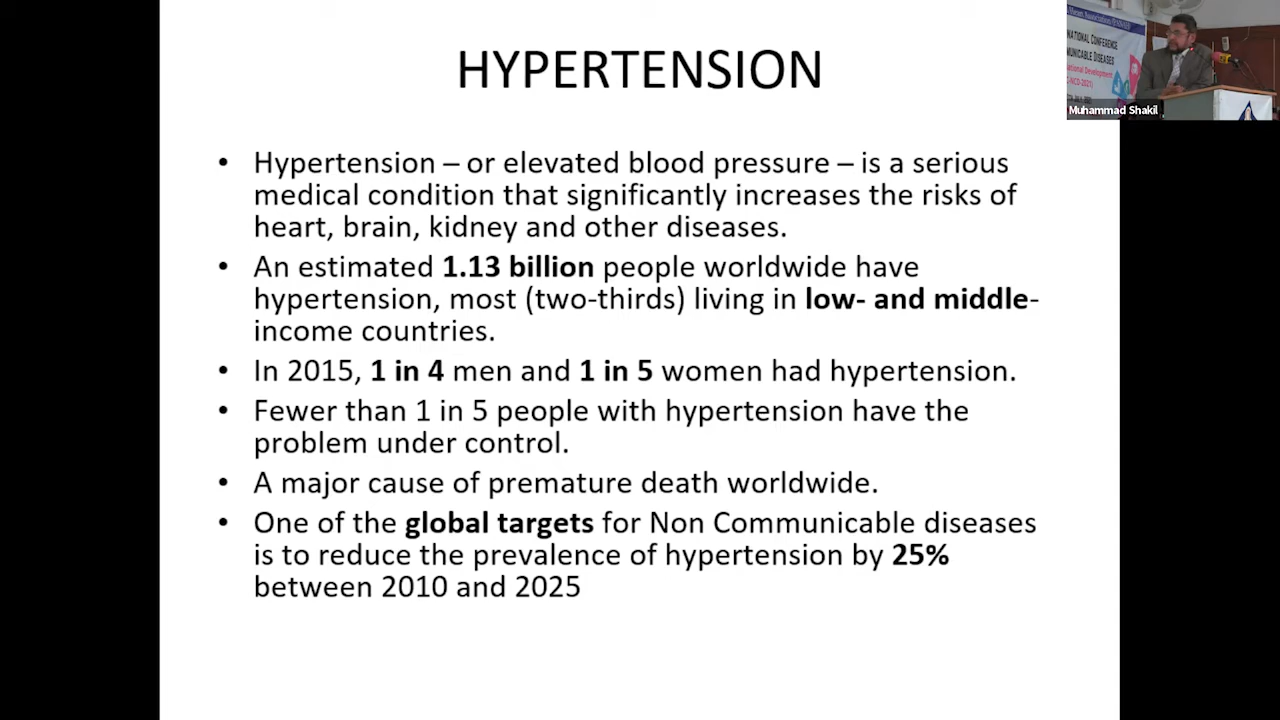 HYPERTENSION
• Hypertension – or elevated blood pressure – is a serious
medical condition that significantly increases the risks of
heart, brain, kidney and other diseases.
• An estimated 1.13 billion people worldwide have
hypertension, most (two-thirds) living in low- and middle-
income countries.
• In 2015, 1 in 4 men and 1 in 5 women had hypertension.
• Fewer than 1 in 5 people with hypertension have the
problem under control.
• A major cause of premature death worldwide.
• One of the global targets for Non Communicable diseases
is to reduce the prevalence of hypertension by 25%
between 2010 and 2025
NATIONAL CONFERENCE
MUNICABLE DISEASES
Muhammad Shakil